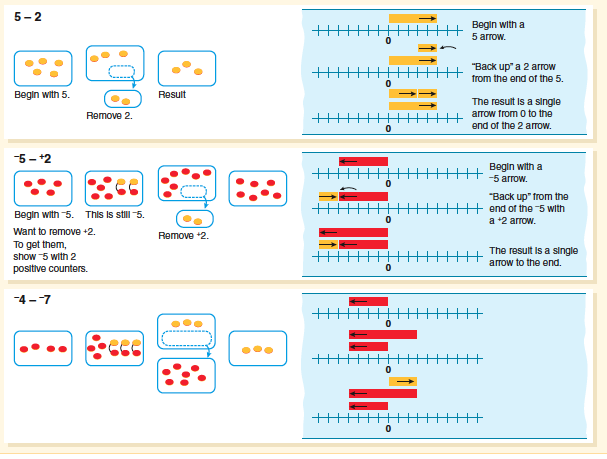 5 – 2
Begin with 5.
Remove 2.
Result
0
Begin with a
5 arrow.
0
"Back up" a 2 arrow
from the end of the 5.
0
The result is a single
arrow from 0 to the
end of the 2 arrow.
⁻5 – ⁺2
Begin with ⁻5.
This is still ⁻5.
Want to remove ⁺2.
To get them,
show ⁻5 with 2
positive counters.
Remove ⁺2.
0
Begin with a
⁻5 arrow.
0
"Back up" from the
end of the ⁻5 with
a ⁺2 arrow.
0
The result is a single
arrow to the end.
⁻4 – ⁻7
0
0
0